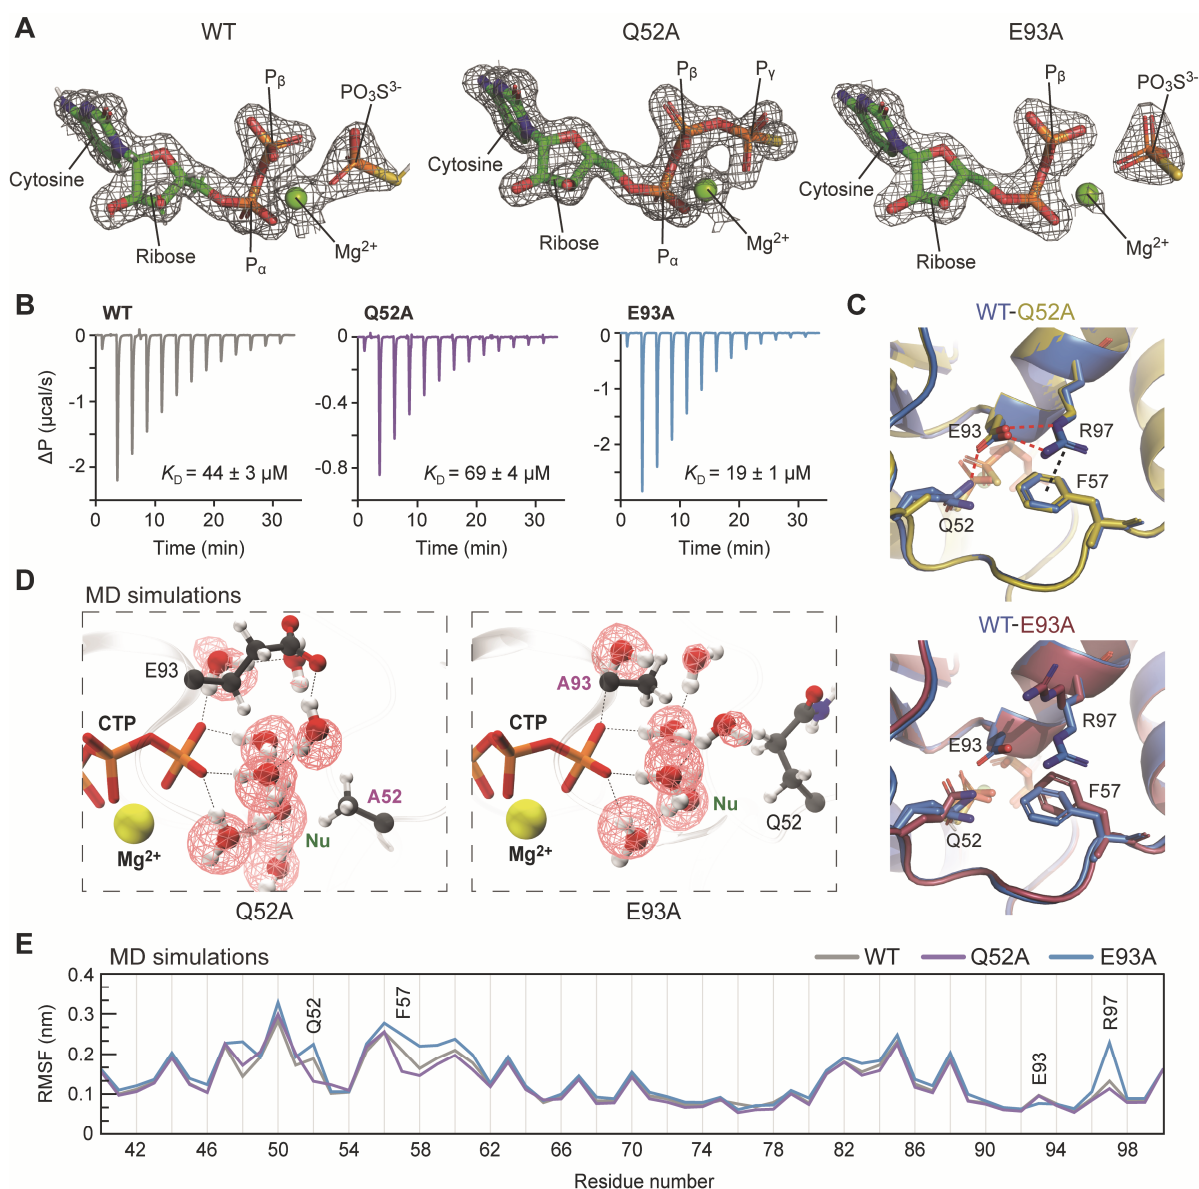 A
WT
Q52A
E93A
Pβ
PO3S3-
Cytosine
Ribose
Pα
Mg2+
Pβ
Pγ
Cytosine
Ribose
Pα
Mg2+
Pβ
PO3S3-
Cytosine
Ribose
Mg2+
B
WT
Q52A
E93A
ΔP (µcal/s)
0
-1
-2
KD = 44 ± 3 µM
0 10 20 30
Time (min)
0
-0.4
-0.8
KD = 69 ± 4 µM
0 10 20 30
Time (min)
0
-1
-2
KD = 19 ± 1 µM
0 10 20 30
Time (min)
C
WT-Q52A
E93
R97
F57
Q52
WT-E93A
R97
E93
F57
Q52
D
MD simulations
E93
CTP
A52
Nu
Mg2+
Q52A
A93
CTP
Nu
Q52
Mg2+
E93A
E
MD simulations
WT Q52A E93A
RMSF (nm)
0.4
0.3
0.2
0.1
0
Q52
F57
E93
R97
42 46 50 54 58 62 66 70 74 78 82 86 90 94 98
Residue number